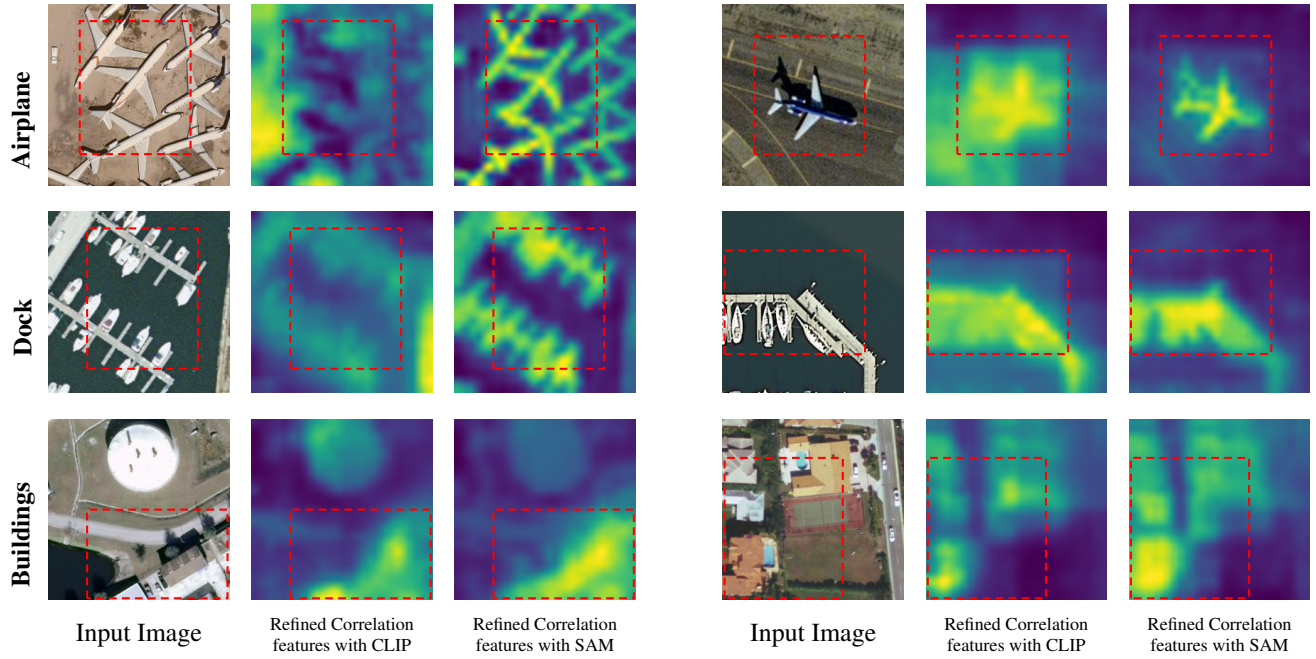 Airplane
Dock
Buildings
Input Image
Refined Correlation
features with CLIP
Refined Correlation
features with SAM
Input Image
Refined Correlation
features with CLIP
Refined Correlation
features with SAM